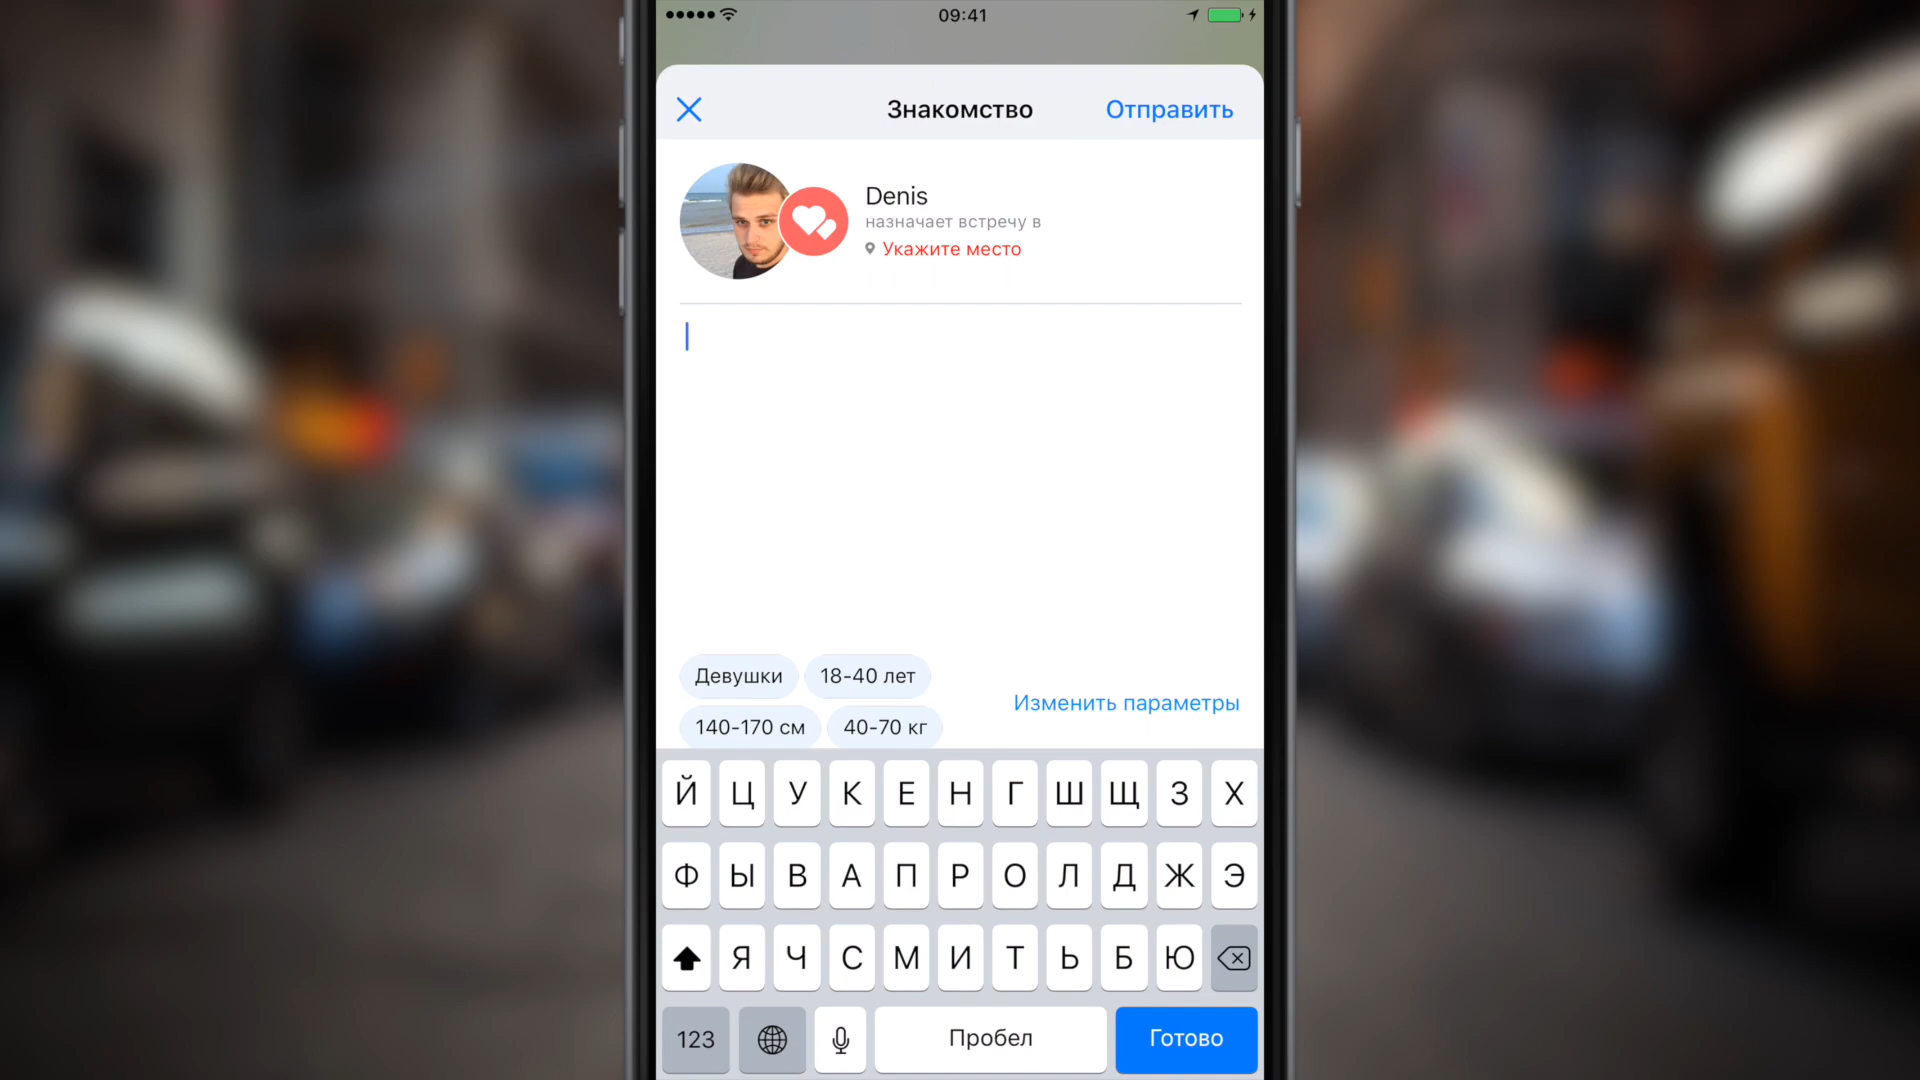 09:41
Знакомство Отправить
Denis
назначает встречу в
Укажите место
Девушки 18-40 лет
Изменить параметры
140-170 см 40-70 кг
Й Ц У К Е Н Г Ш Щ З Х
Ф Ы В А П Р О Л Д Ж Э
Я Ч С М И Т Ь Б Ю
123 Пробел Готово